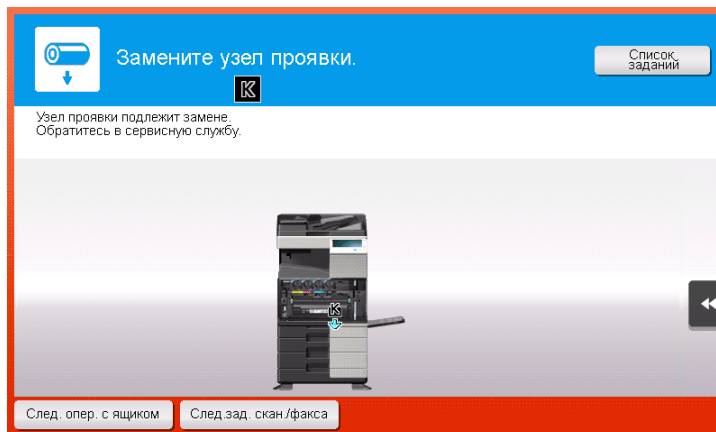 Замените узел проявки.
K
Список
заданий
Узел проявки подлежит замене.
Обратитесь в сервисную службу.
K
След. опер. с ящиком
След.зад. скан./факса